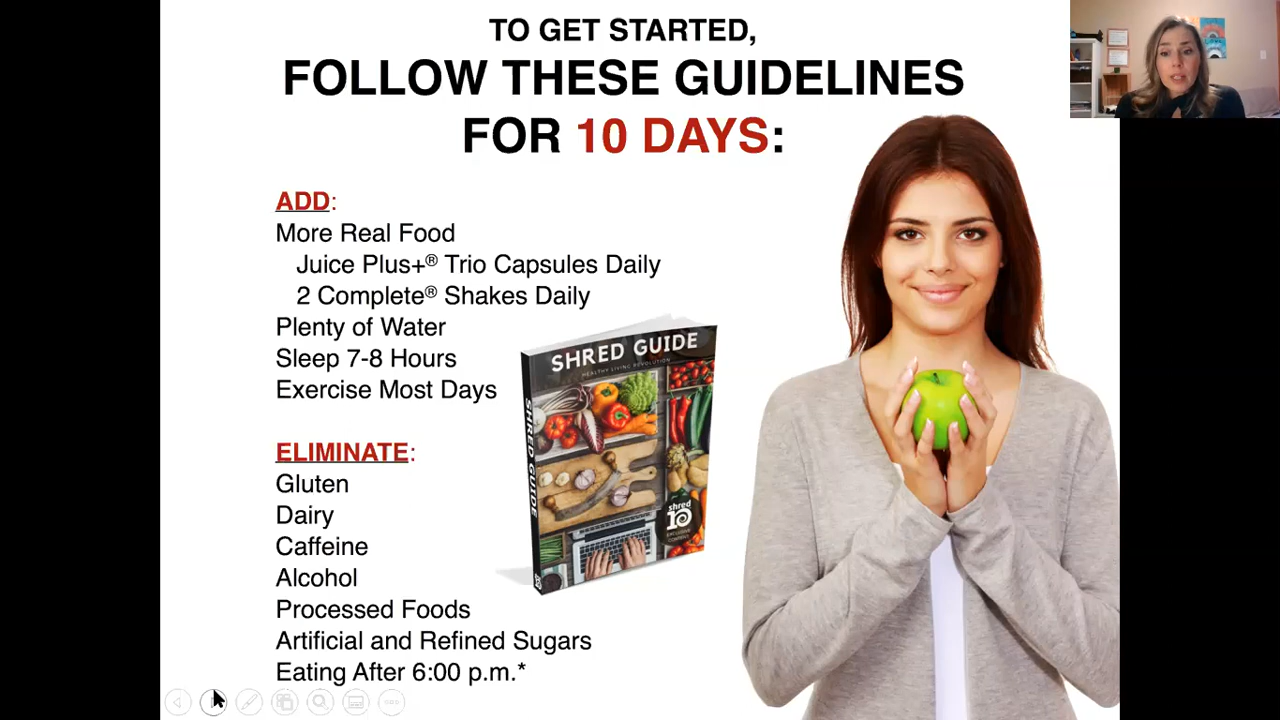 TO GET STARTED,
FOLLOW THESE GUIDELINES
FOR 10 DAYS:
ADD:
More Real Food
Juice Plus+® Trio Capsules Daily
2 Complete® Shakes Daily
Plenty of Water
Sleep 7-8 Hours
Exercise Most Days
ELIMINATE:
Gluten
Dairy
Caffeine
Alcohol
Processed Foods
Artificial and Refined Sugars
Eating After 6:00 p.m.*
SHRED GUIDE
HEALTHY LIVING REVOLUTION
SHRED GUIDE
shred
10
EXCLUSIVE
CONTENT